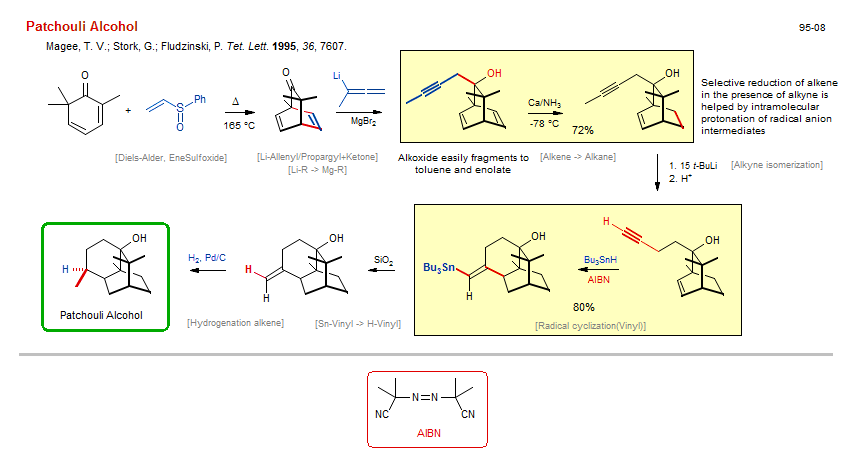 Patchouli Alcohol
95-08
Magee, T. V.; Stork, G.; Fludzinski, P. Tet. Lett. 1995, 36, 7607.
O
+
Ph
S
O
Δ
165 °C
[Diels-Alder, EneSulfoxide]
O
Li
MgBr2
[Li-Allenyl/Propargyl+Ketone]
[Li-R -> Mg-R]
OH
Ca/NH3
-78 °C
72%
OH
Alkoxide easily fragments to
toluene and enolate
[Alkene -> Alkane]
Selective reduction of alkene
in the presence of alkyne is
helped by intramolecular
protonation of radical anion
intermediates
1. 15 t-BuLi
2. H+
[Alkyne isomerization]
H
OH
Bu3SnH
AIBN
80%
[Radical cyclization(Vinyl)]
OH
Bu3Sn
H
SiO2
[Sn-Vinyl -> H-Vinyl]
OH
H
H
H2, Pd/C
[Hydrogenation alkene]
OH
H
Patchouli Alcohol
N=N
NC
CN
AIBN